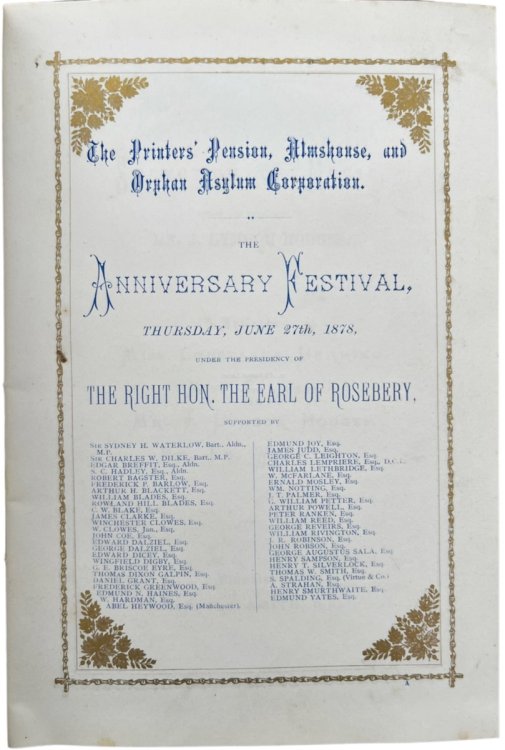 The Printers' Pension, Almshouse, and
Orphan Asylum Corporation.
THE
ANNIVERSARY FESTIVAL,
THURSDAY, JUNE 27th, 1878,
UNDER THE PRESIDENCY OF
THE RIGHT HON. THE EARL OF ROSEBERY,
SUPPORTED BY
SIR SYDNEY H. WATERLOW, Bart., Aldn.,
M.P.
SIR CHARLES W. DILKE, Bart., M.P.
EDGAR BREFFIT, Esq., Aldn.
S. C. HADLEY, Esq., Aldn.
ROBERT BAGSTER, Esq.
FREDERICK P. BARLOW, Esq.
ARTHUR H. BLACKETT, Esq.
WILLIAM BLADES, Esq.
ROWLAND HILL BLADES, Esq.
C. W. BLAKE, Esq.
JAMES CLARKE, Esq.
WINCHESTER CLOWES, Esq.
W. CLOWES, Jun., Esq.
JOHN COE, Esq.
EDWARD DALZIEL, Esq.
GEORGE DALZIEL, Esq.
EDWARD DICEY, Esq.
WINGFIELD DIGBY, Esq.
G. E. BRISCOE EYRE, Esq.
THOMAS DIXON GALPIN, Esq.
DANIEL GRANT, Esq.
FREDERICK GREENWOOD, Esq.
EDMUND N. HAINES, Esq.
W. HARDMAN, Esq.
ABEL HEYWOOD, Esq. (Manchester).
EDMUND JOY, Esq.
JAMES JUDD, Esq.
GEORGE C. LEIGHTON, Esq.
CHARLES LEMPRIERE, Esq., D.C.L.
WILLIAM LETHBRIDGE, Esq.
W. McFARLANE, Esq.
ERNALD MOSLEY, Esq.
WM. NOTTING, Esq.
J. T. PALMER, Esq.
G. WILLIAM PETTER, Esq.
ARTHUR POWELL, Esq.
PETER RANKEN, Esq.
WILLIAM REED, Esq.
GEORGE REVEIRS, Esq.
WILLIAM RIVINGTON, Esq.
J. R. ROBINSON, Esq.
JOHN ROBSON, Esq.
GEORGE AUGUSTUS SALA, Esq.
HENRY SAMPSON, Esq.
HENRY T. SILVERLOCK, Esq.
THOMAS W. SMITH, Esq.
S. SPALDING, Esq. (Virtue & Co.)
A. STRAHAN, Esq.
HENRY SMURTHWAITE, Esq.
EDMUND YATES, Esq.
A